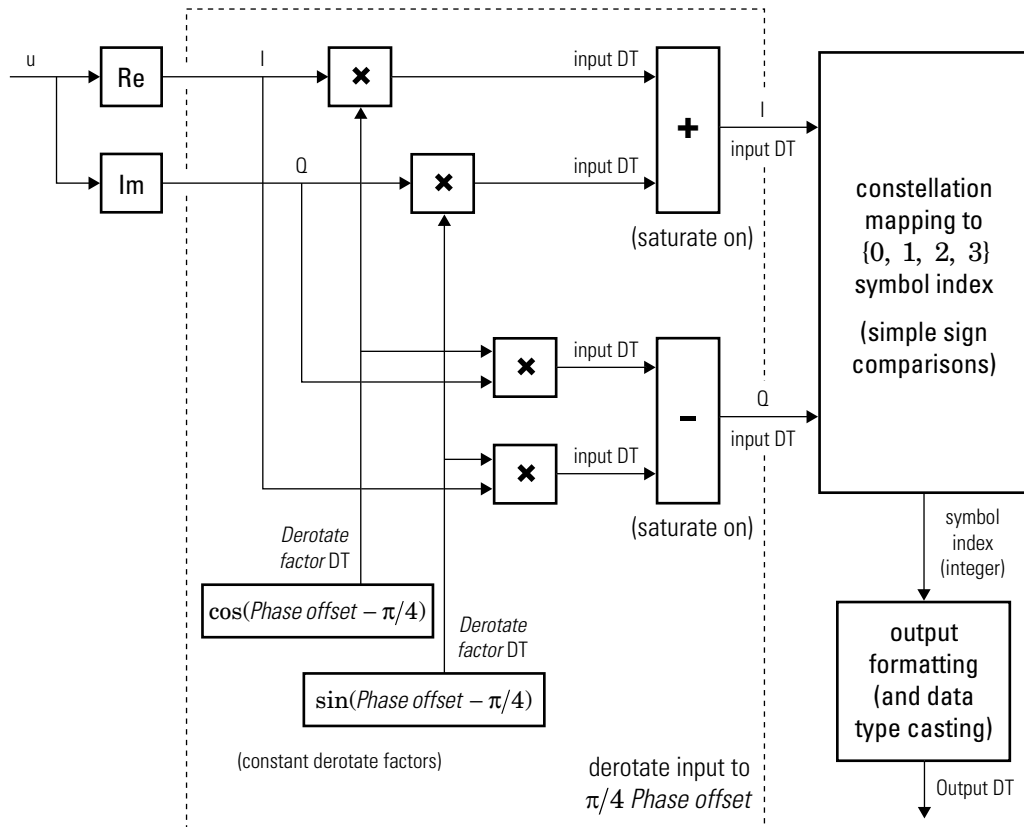 u
Re
I
×
input DT
+
I
input DT
Im
Q
×
input DT
(saturate on)
constellation
mapping to
{0, 1, 2, 3}
symbol index
(simple sign
comparisons)
×
input DT
-
Q
input DT
×
input DT
(saturate on)
Derotate
factor DT
cos(Phase offset – π/4)
Derotate
factor DT
sin(Phase offset – π/4)
(constant derotate factors)
derotate input to
π/4 Phase offset
symbol
index
(integer)
output
formatting
(and data
type casting)
Output DT